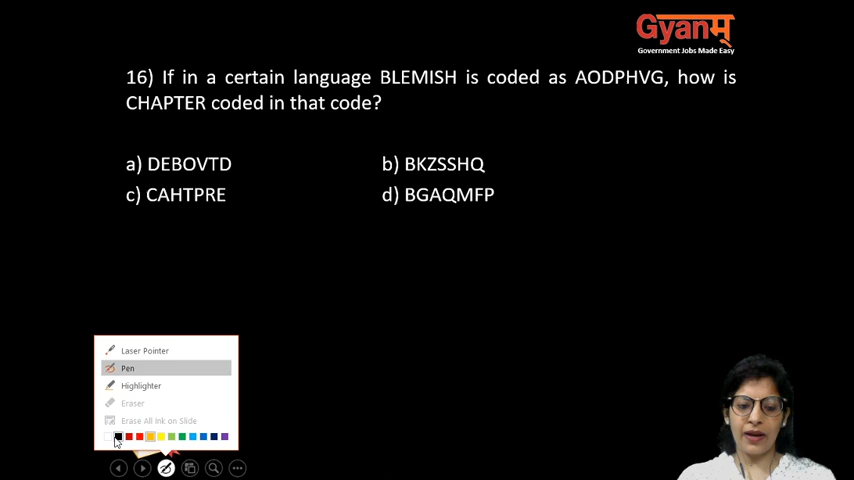 Gyanम्
Government Jobs Made Easy
16) If in a certain language BLEMISH is coded as AODPHVG, how is
CHAPTER coded in that code?
a) DEBOVTD
b) BKZSSHQ
c) CAHTPRE
d) BGAQMFP
Laser Pointer
Pen
Highlighter
Eraser
Erase All Ink on Slide